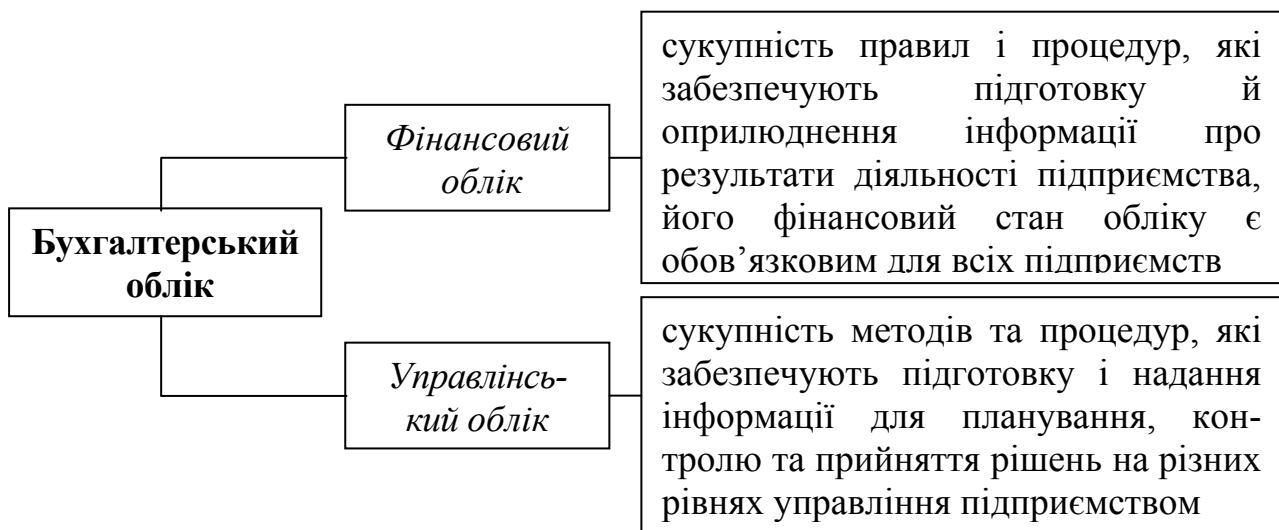 Бухгалтерський
облік
Фінансовий
облік
сукупність правил і процедур, які
забезпечують підготовку й
оприлюднення інформації про
результати діяльності підприємства,
його фінансовий стан обліку є
обов’язковим для всіх підприємств
Управлінсь-
кий облік
сукупність методів та процедур, які
забезпечують підготовку і надання
інформації для планування, кон-
тролю та прийняття рішень на різних
рівнях управління підприємством